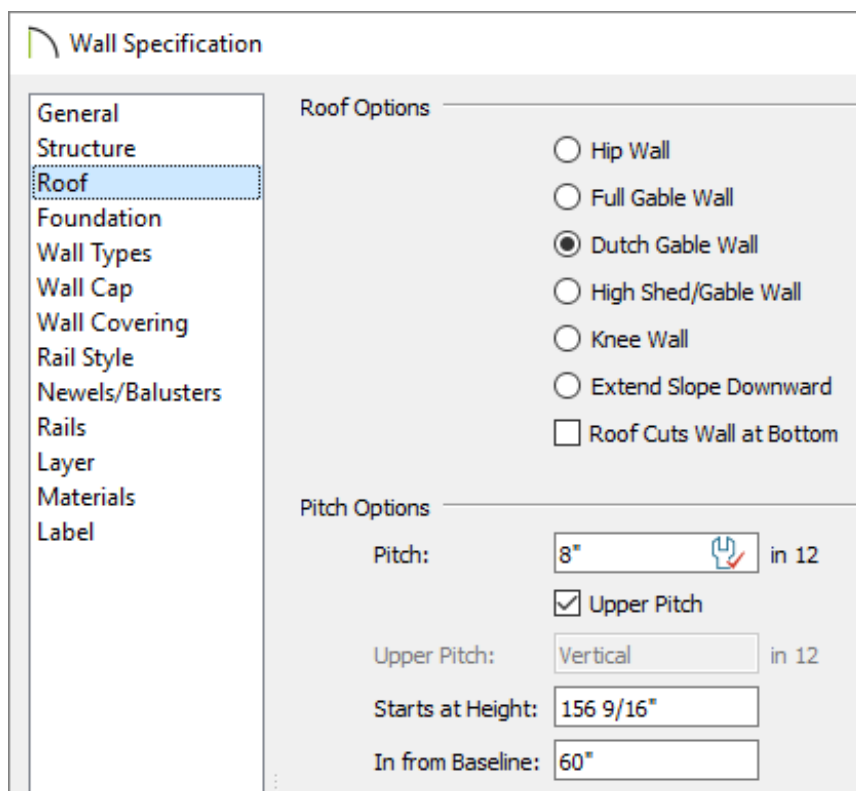 Wall Specification
General
Structure
Roof
Foundation
Wall Types
Wall Cap
Wall Covering
Rail Style
Newels/Balusters
Rails
Layer
Materials
Label
Roof Options
Hip Wall
Full Gable Wall
Dutch Gable Wall
High Shed/Gable Wall
Knee Wall
Extend Slope Downward
Roof Cuts Wall at Bottom
Pitch Options
Pitch: 8" in 12
Upper Pitch
Upper Pitch: Vertical in 12
Starts at Height: 156 9/16"
In from Baseline: 60"